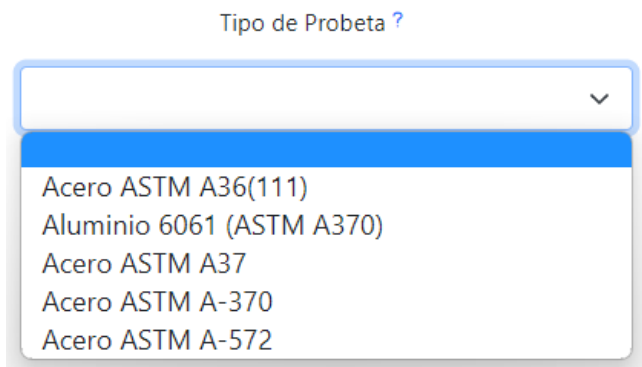 Tipo de Probeta ?
Acero ASTM A36(111)
Aluminio 6061 (ASTM A370)
Acero ASTM A37
Acero ASTM A-370
Acero ASTM A-572